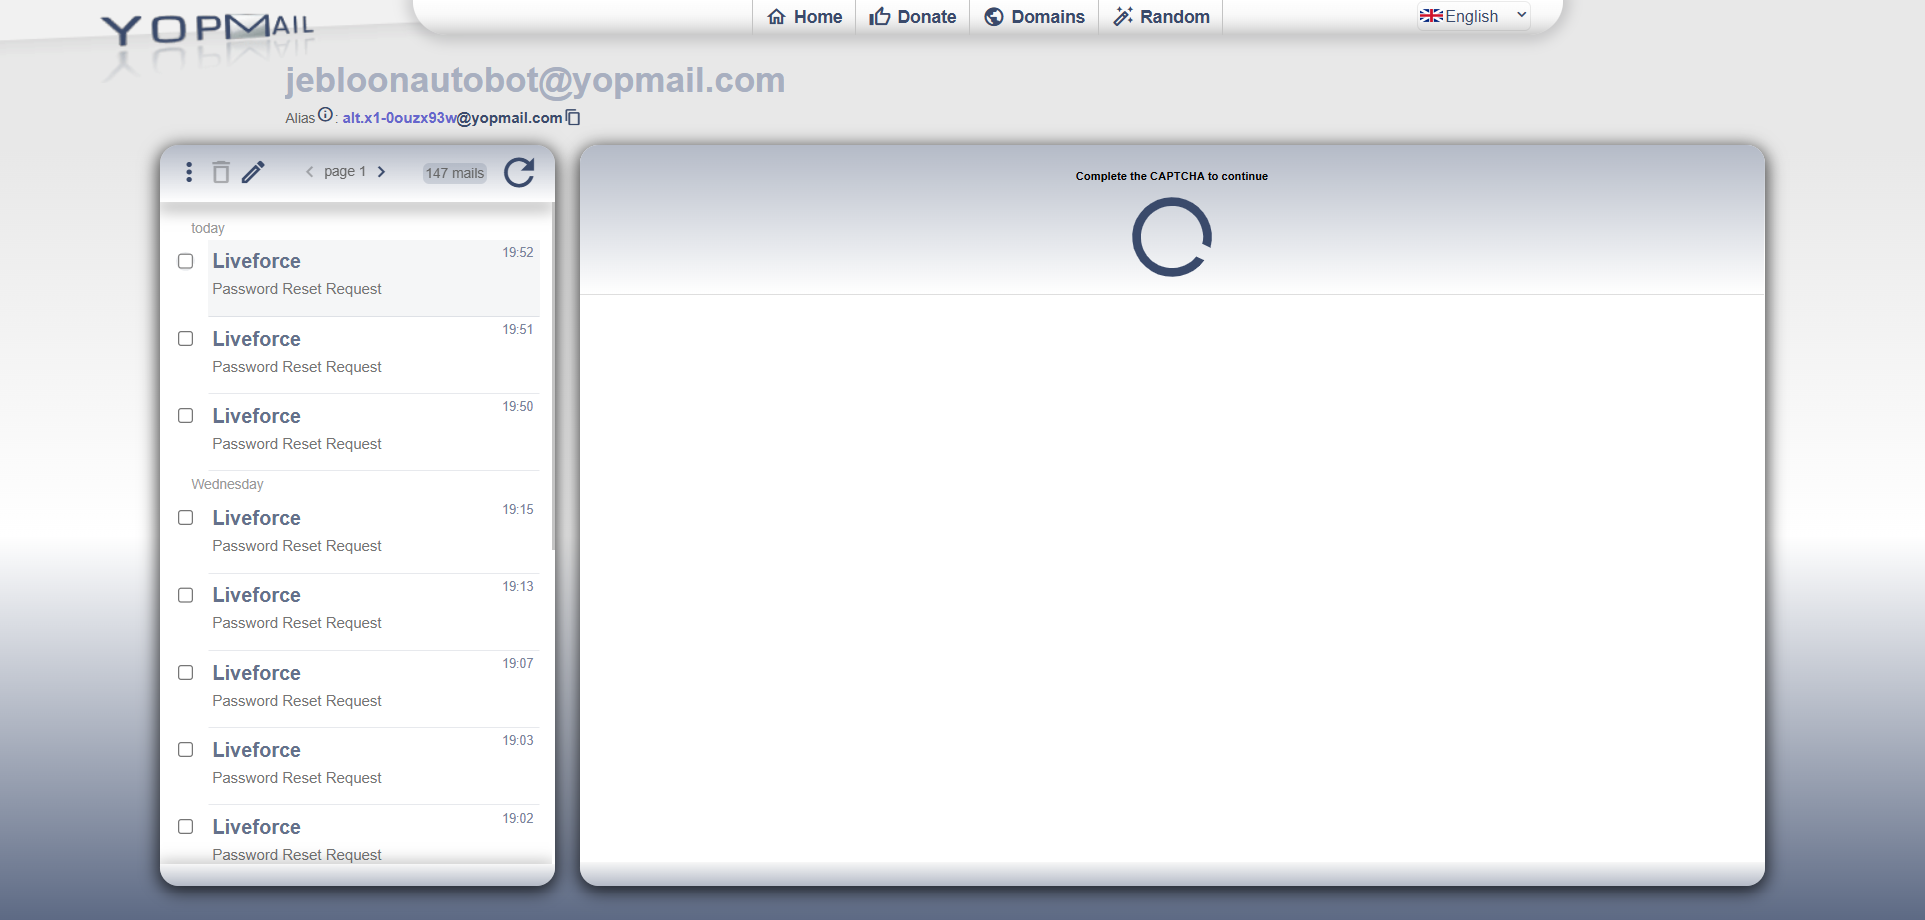 YOPMAIL
Home
Donate
Domains
Random
English
jebloonautobot@yopmail.com
Alias : alt.x1-0ouzx93w@yopmail.com
page 1
147 mails
today
Liveforce
19:52
Password Reset Request
Liveforce
19:51
Password Reset Request
Liveforce
19:50
Password Reset Request
Wednesday
Liveforce
19:15
Password Reset Request
Liveforce
19:13
Password Reset Request
Liveforce
19:07
Password Reset Request
Liveforce
19:03
Password Reset Request
Liveforce
19:02
Password Reset Request
Complete the CAPTCHA to continue